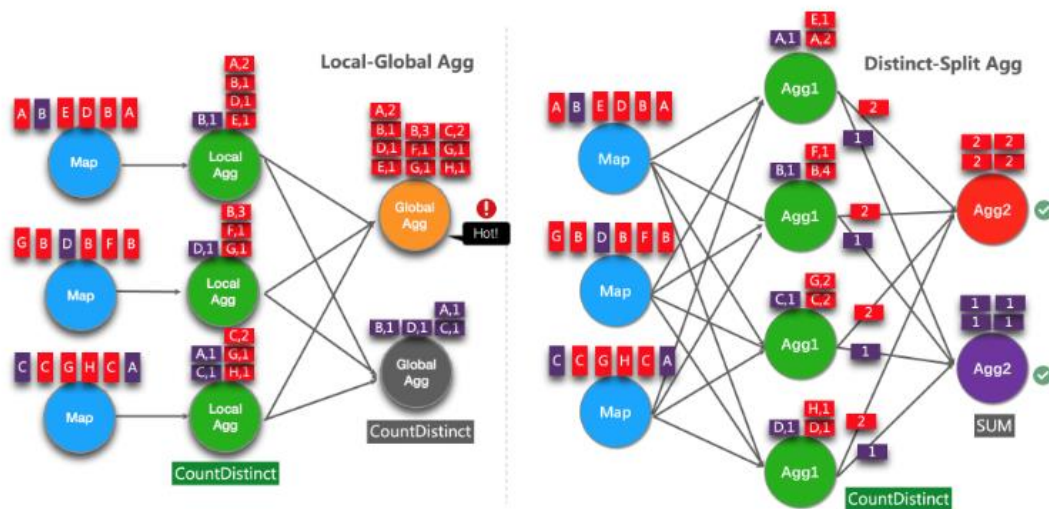 Local-Global Agg
A B E D B A
Map
B,1
A,2
B,1
D,1
E,1
Local
Agg
G B D B F B
Map
D,1
B,3
F,1
G,1
Local
Agg
C C G H C A
Map
A,1
C,1
C,2
G,1
H,1
Local
Agg
CountDistinct
A,2
B,1 B,3 C,2
D,1 F,1 G,1
E,1 G,1 H,1
Global
Agg
Hot!
A,1
B,1 D,1 C,1
Global
Agg
CountDistinct
Distinct-Split Agg
A B E D B A
Map
G B D B F B
Map
C C G H C A
Map
E,1
A,1 A,2
Agg1
2
1
F,1
B,1 B,4
Agg1
2
1
G,2
C,1 C,2
Agg1
2
1
H,1
D,1 D,1
Agg1
2
1
CountDistinct
2 2
2 2
Agg2
1 1
1 1
Agg2
SUM